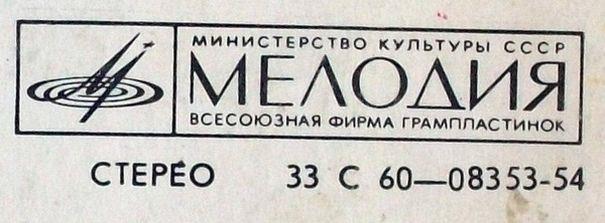 МИНИСТЕРСТВО КУЛЬТУРЫ СССР
МЕЛОДИЯ
ВСЕСОЮЗНАЯ ФИРМА ГРАМПЛАСТИНОК
СТЕРЕО 33 С 60—08353-54